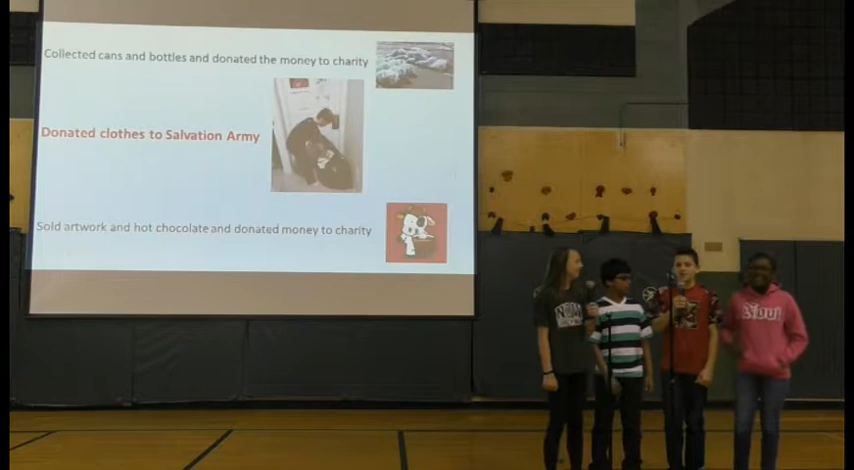 Collected cans and bottles and donated the money to charity
Donated clothes to Salvation Army
Sold artwork and hot chocolate and donated money to charity